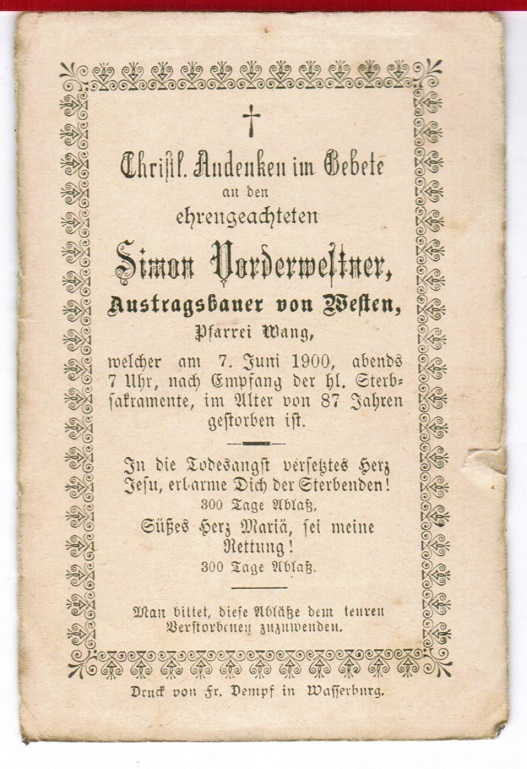 Christl. Andenken im Gebete
an den
ehrengeachteten
Simon Vorderwestner,
Austragsbauer von Westen,
Pfarrei Wang,
welcher am 7. Juni 1900, abends
7 Uhr, nach Empfang der hl. Sterb-
sakramente, im Alter von 87 Jahren
gestorben ist.
In die Todesangst versetztes Herz
Jesu, erbarme Dich der Sterbenden!
300 Tage Ablaß.
Süßes Herz Mariä, sei meine
Rettung!
300 Tage Ablaß.
Man bittet, diese Abläße dem teuren
Verstorbenen zuzuwenden.
Druck von Fr. Dempf in Wasserburg.